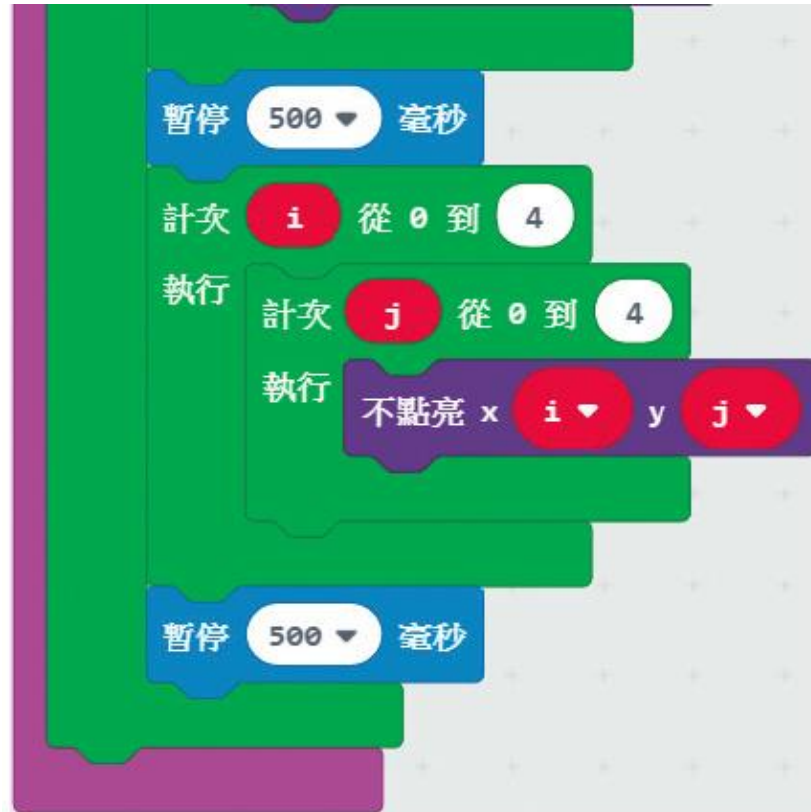 暫停 500 毫秒
計次 i 從 0 到 4
執行
計次 j 從 0 到 4
執行
不點亮 x i y j
暫停 500 毫秒